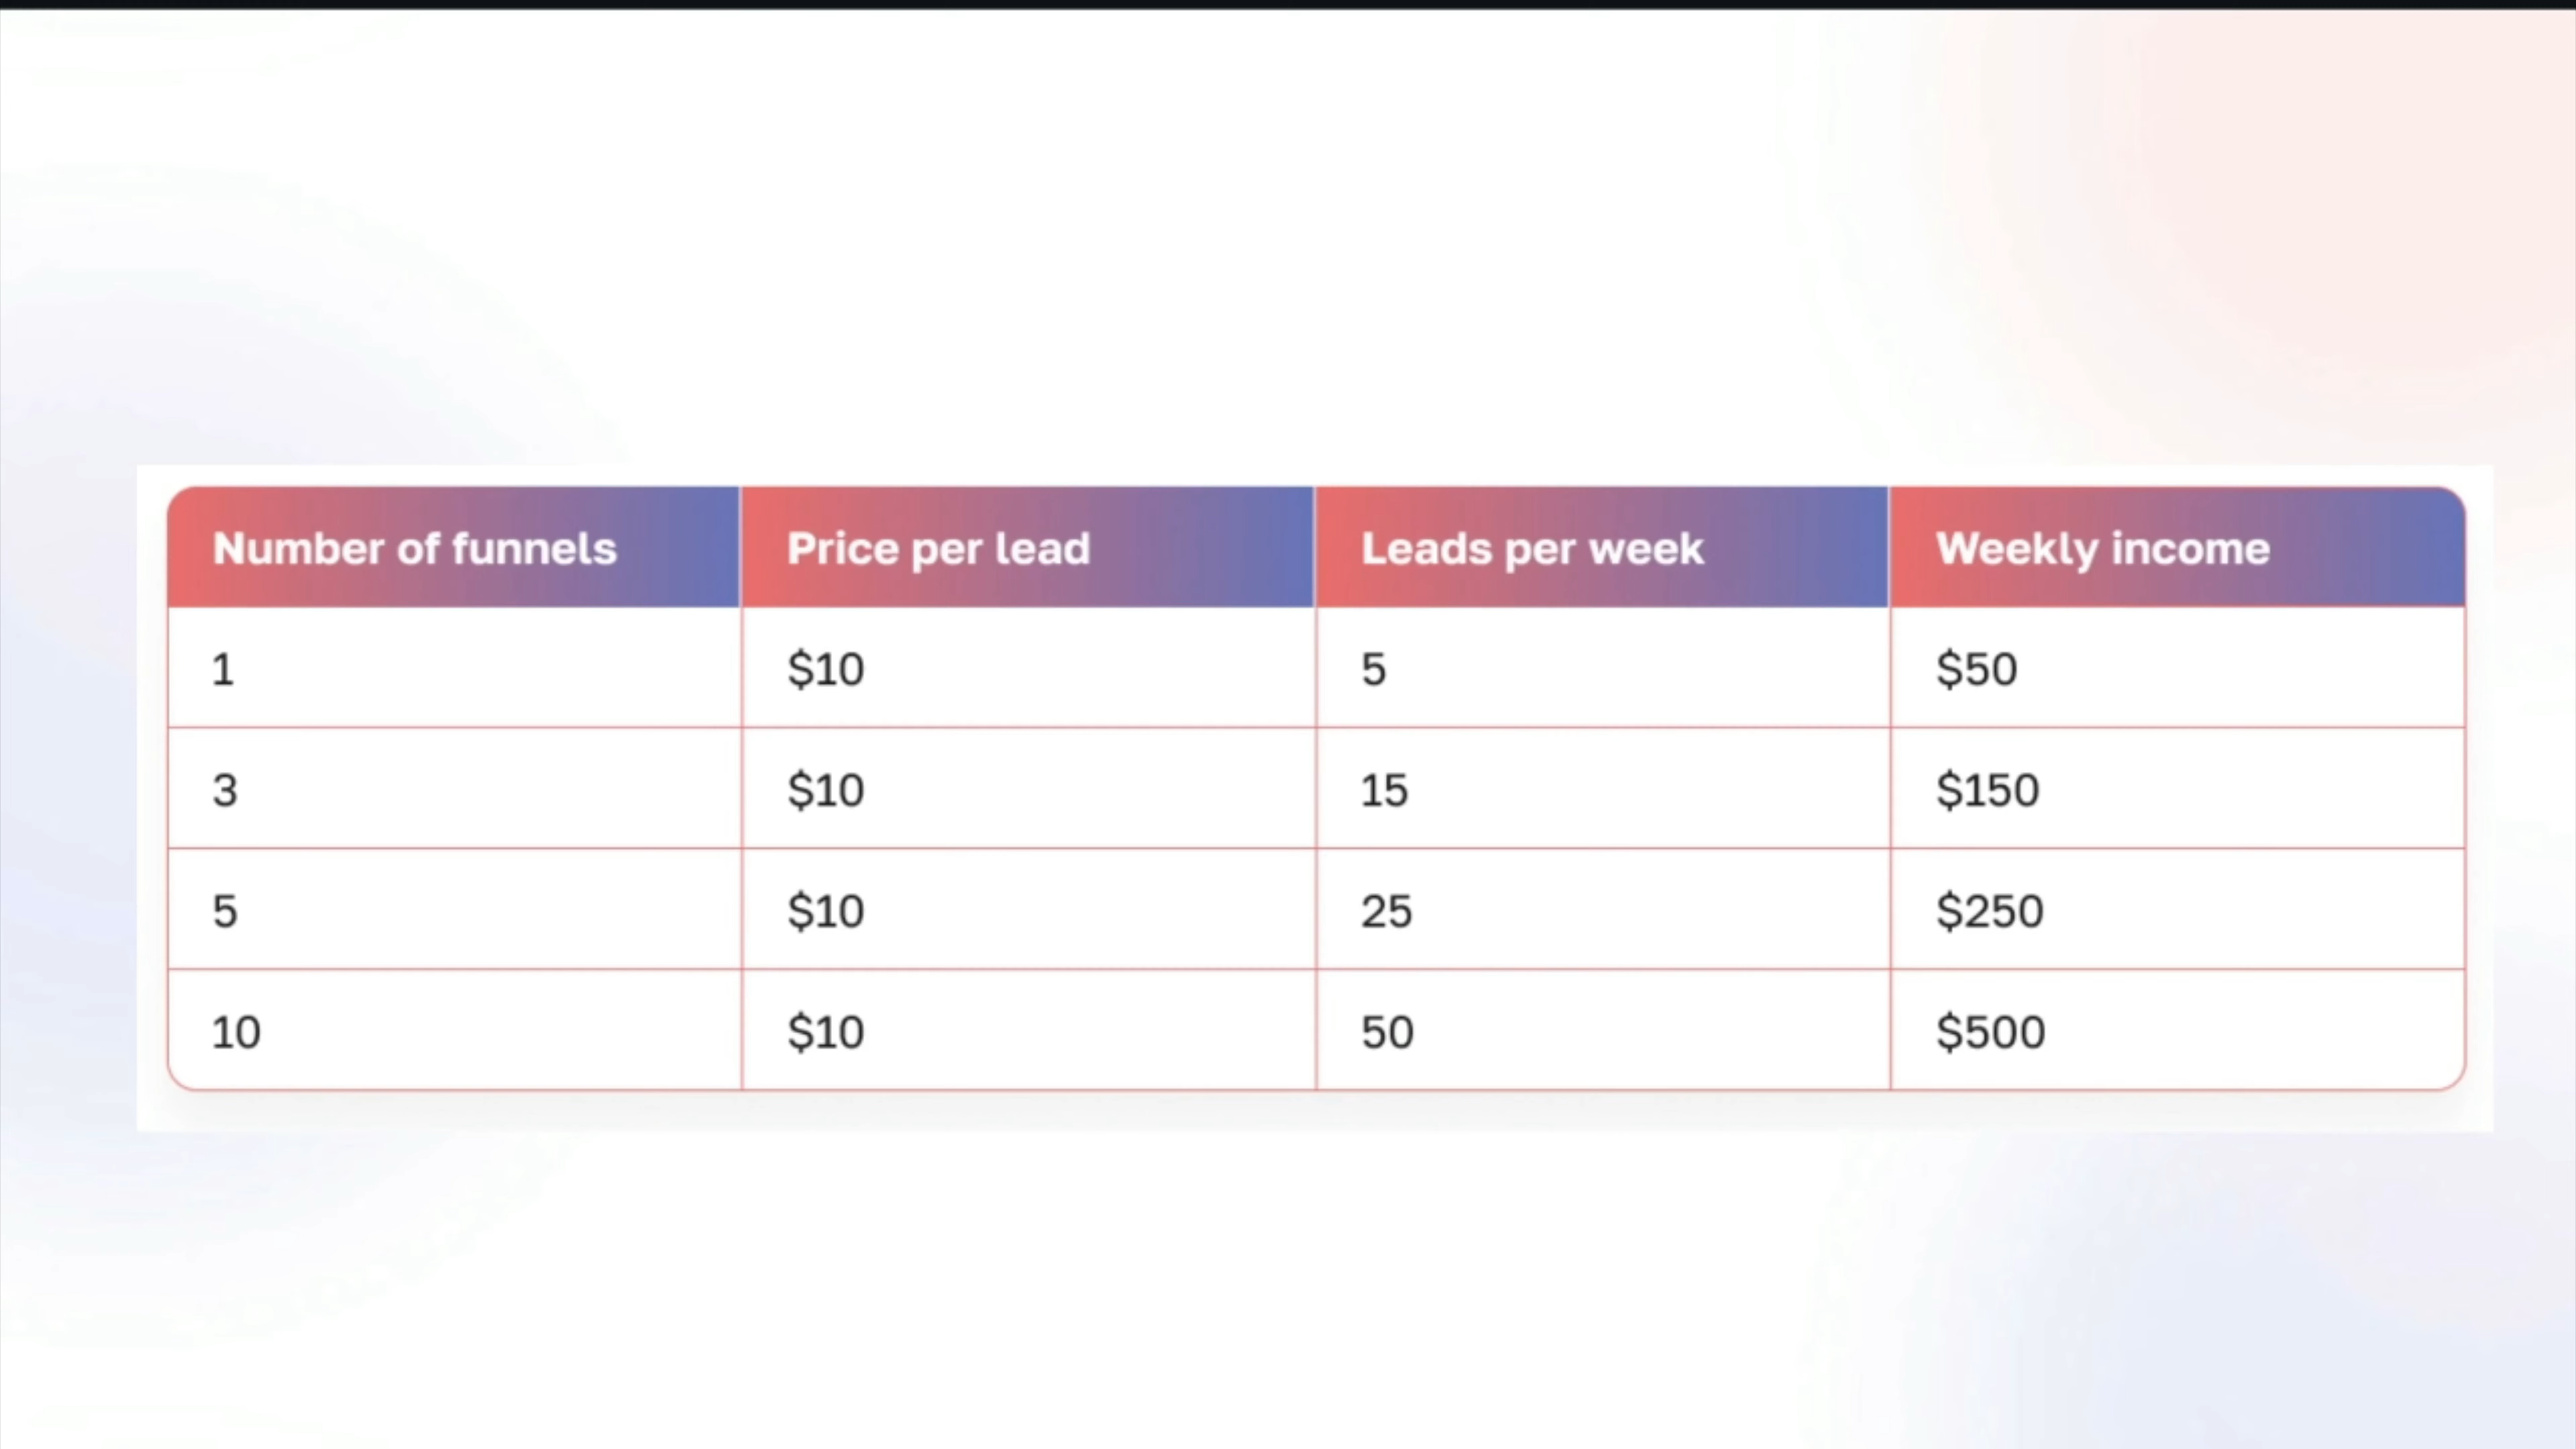 Number of funnels Price per lead Leads per week Weekly income
1 $10 5 $50
3 $10 15 $150
5 $10 25 $250
10 $10 50 $500